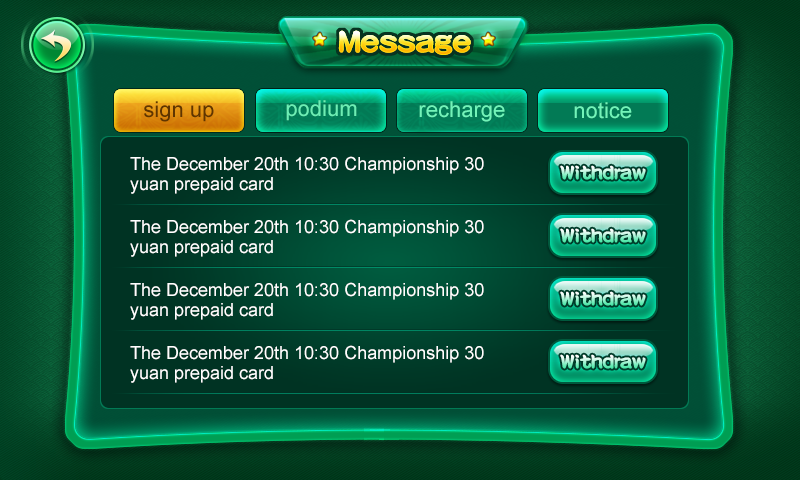 Message
sign up
podium
recharge
notice
The December 20th 10:30 Championship 30
yuan prepaid card
Withdraw
The December 20th 10:30 Championship 30
yuan prepaid card
Withdraw
The December 20th 10:30 Championship 30
yuan prepaid card
Withdraw
The December 20th 10:30 Championship 30
yuan prepaid card
Withdraw